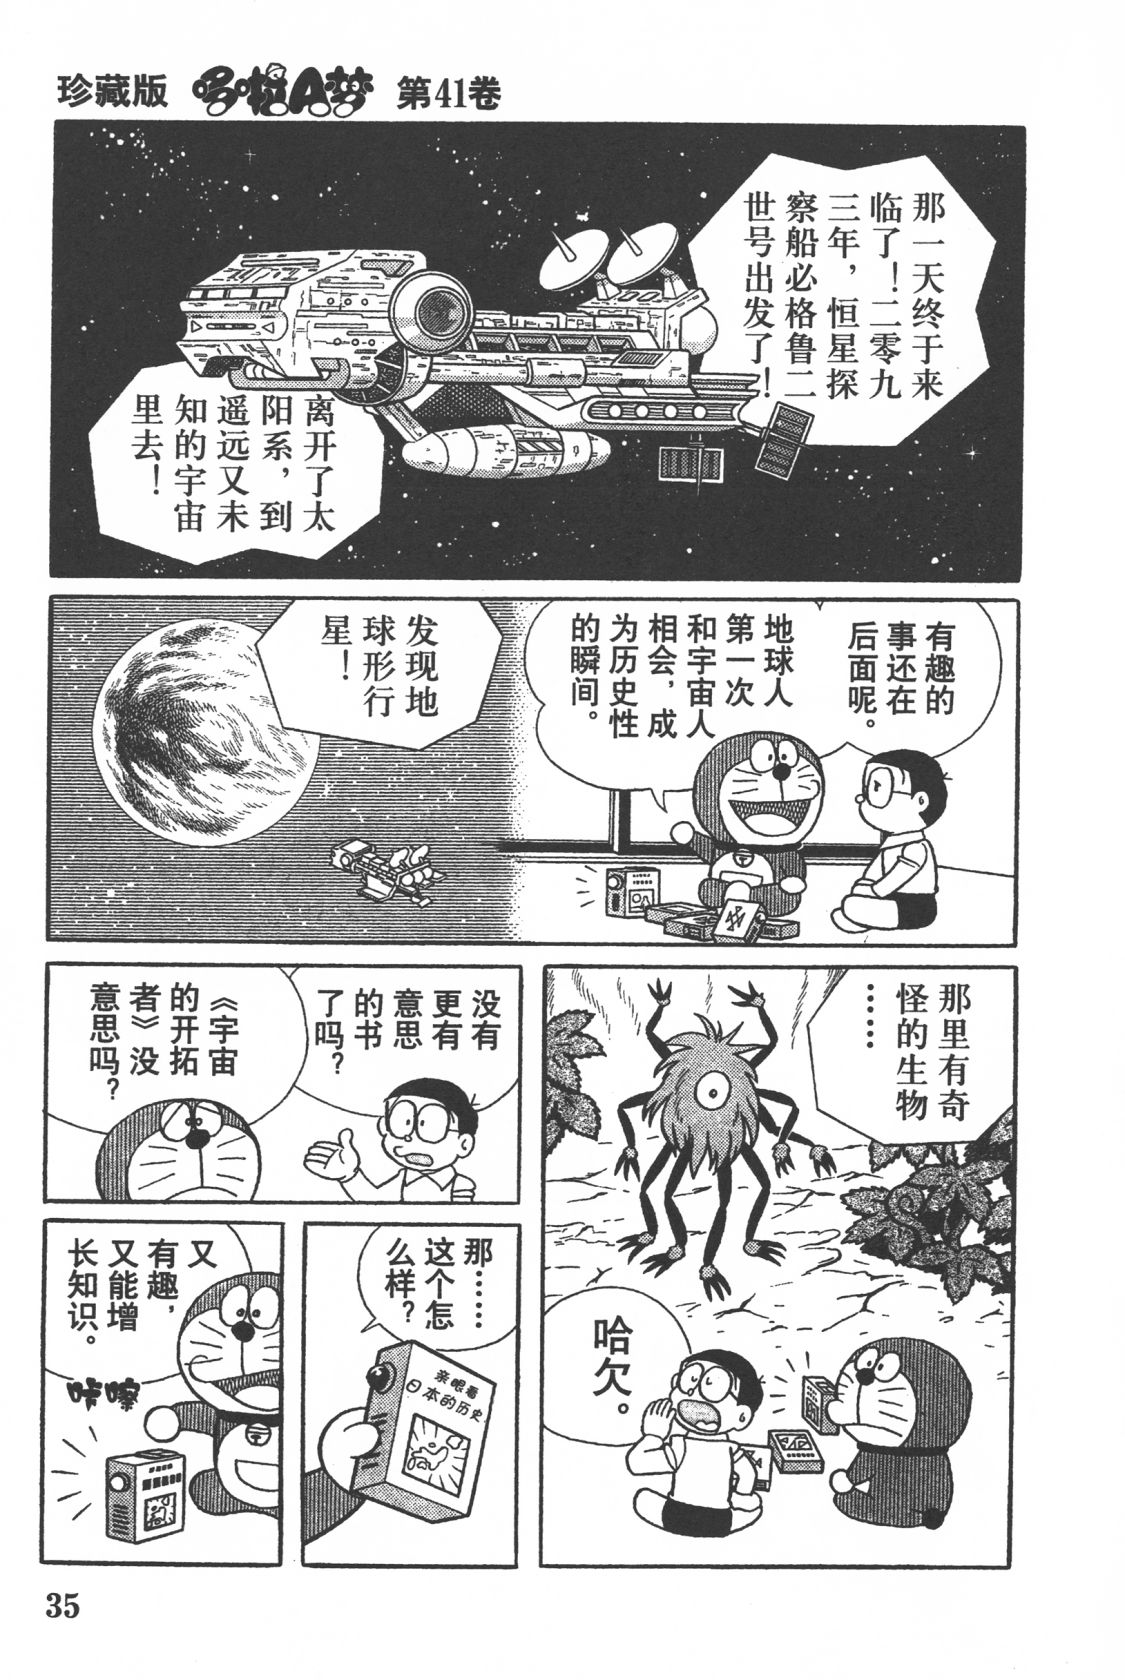 珍藏版 哆啦A梦 第41卷
那一天终于来
临了！二零九
三年，恒星探
察船必格鲁二
世号出发了！
离开了太
阳系，到
遥远又未
知的宇宙
里去！
有趣的
事还在
后面呢。
地球人
第一次
和宇宙人
相会，成
为历史性
的瞬间。
发现地
球形行
星！
那里有奇
怪的生物
……
哈欠。
没有
更有
意思
的书
了吗？
《宇宙
的开拓
者》没
意思吗？
那……
这个怎
么样？
亲眼看
日本的历史
又
有趣，
又能增
长知识。
咔嚓
35